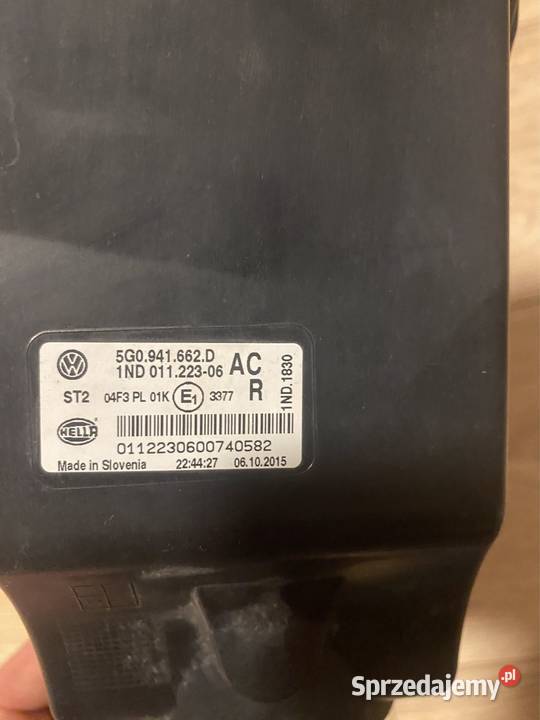 5G0.941.662.D
1ND 011.223-06 AC
ST2 04F3 PL 01K E1 3377 R
1ND.1830
HELLA
0112230600740582
Made in Slovenia 22:44:27 06.10.2015
Sprzedajemy.pl